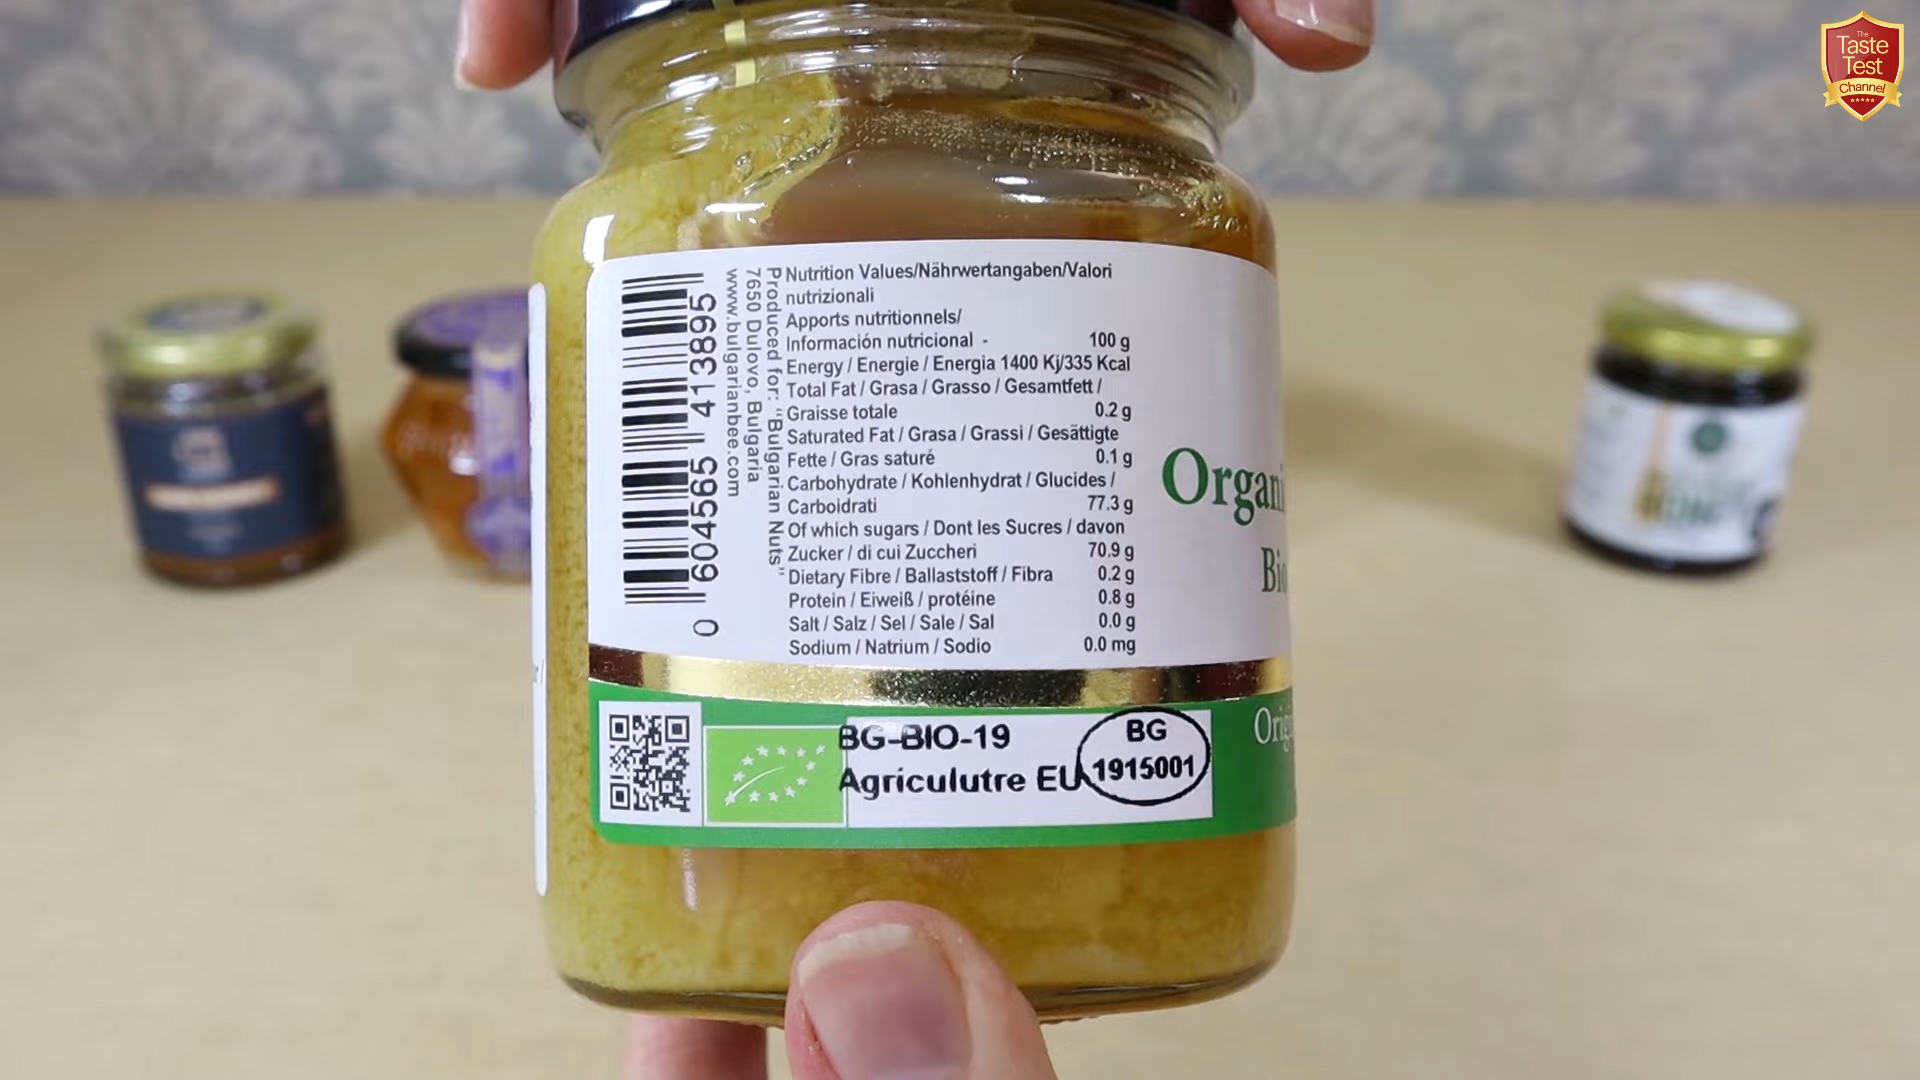 The
Taste
Test
Channel
0 604565 413895
www.bulgarianbee.com
7650 Dulovo, Bulgaria
Produced for: "Bulgarian Nuts"
Nutrition Values/Nährwertangaben/Valori
nutrizionali
Apports nutritionnels/
Información nutricional - 100 g
Energy / Energie / Energia 1400 Kj/335 Kcal
Total Fat / Grasa / Grasso / Gesamtfett /
Graisse totale 0.2 g
Saturated Fat / Grasa / Grassi / Gesättigte
Fette / Gras saturé 0.1 g
Carbohydrate / Kohlenhydrat / Glucides /
Carboidrati 77.3 g
Of which sugars / Dont les Sucres / davon
Zucker / di cui Zuccheri 70.9 g
Dietary Fibre / Ballaststoff / Fibra 0.2 g
Protein / Eiweiß / protéine 0.8 g
Salt / Salz / Sel / Sale / Sal 0.0 g
Sodium / Natrium / Sodio 0.0 mg
Organi
Bio
BG-BIO-19
Agriculutre EU
BG
1915001
Orig